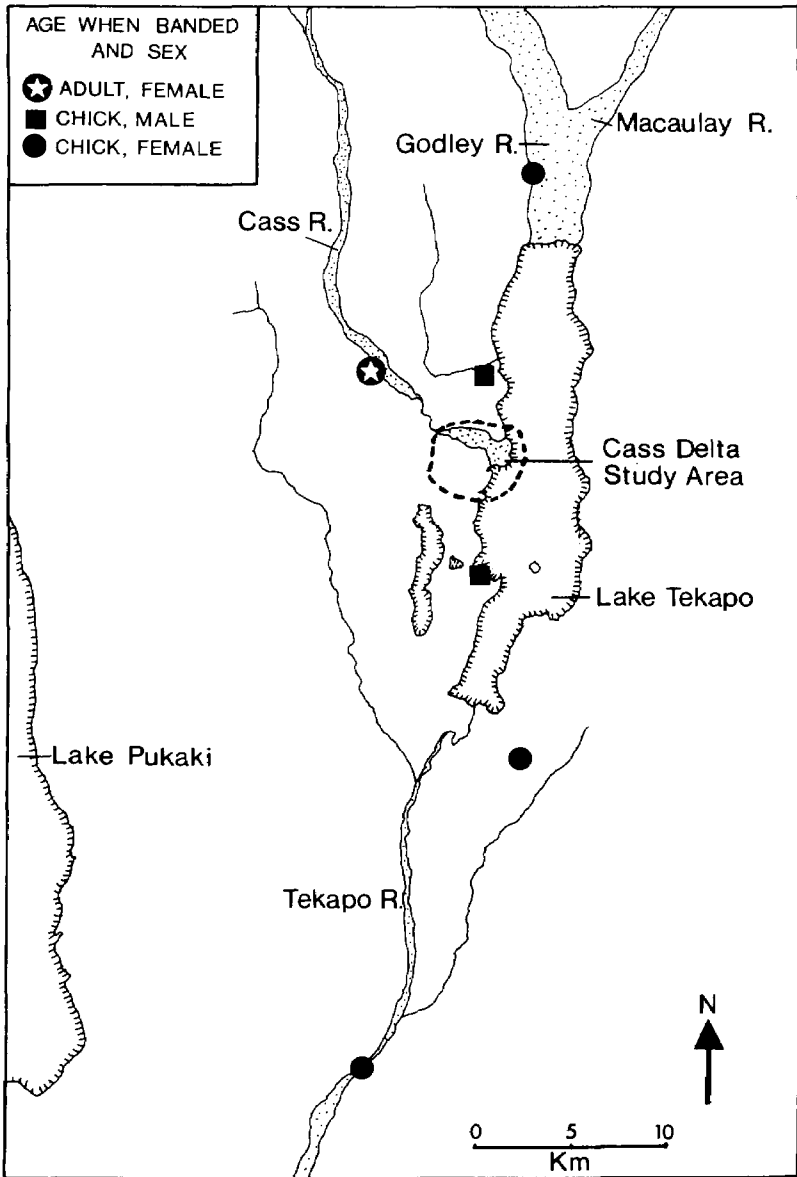 AGE WHEN BANDED
AND SEX
ADULT, FEMALE
CHICK, MALE
CHICK, FEMALE
Macaulay R.
Godley R.
Cass R.
Cass Delta
Study Area
Lake Tekapo
Lake Pukaki
Tekapo R.
N
0 5 10
Km